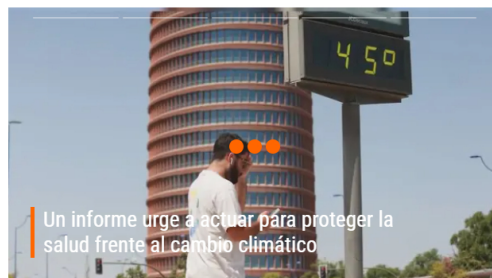 45º
Un informe urge a actuar para proteger la
salud frente al cambio climático